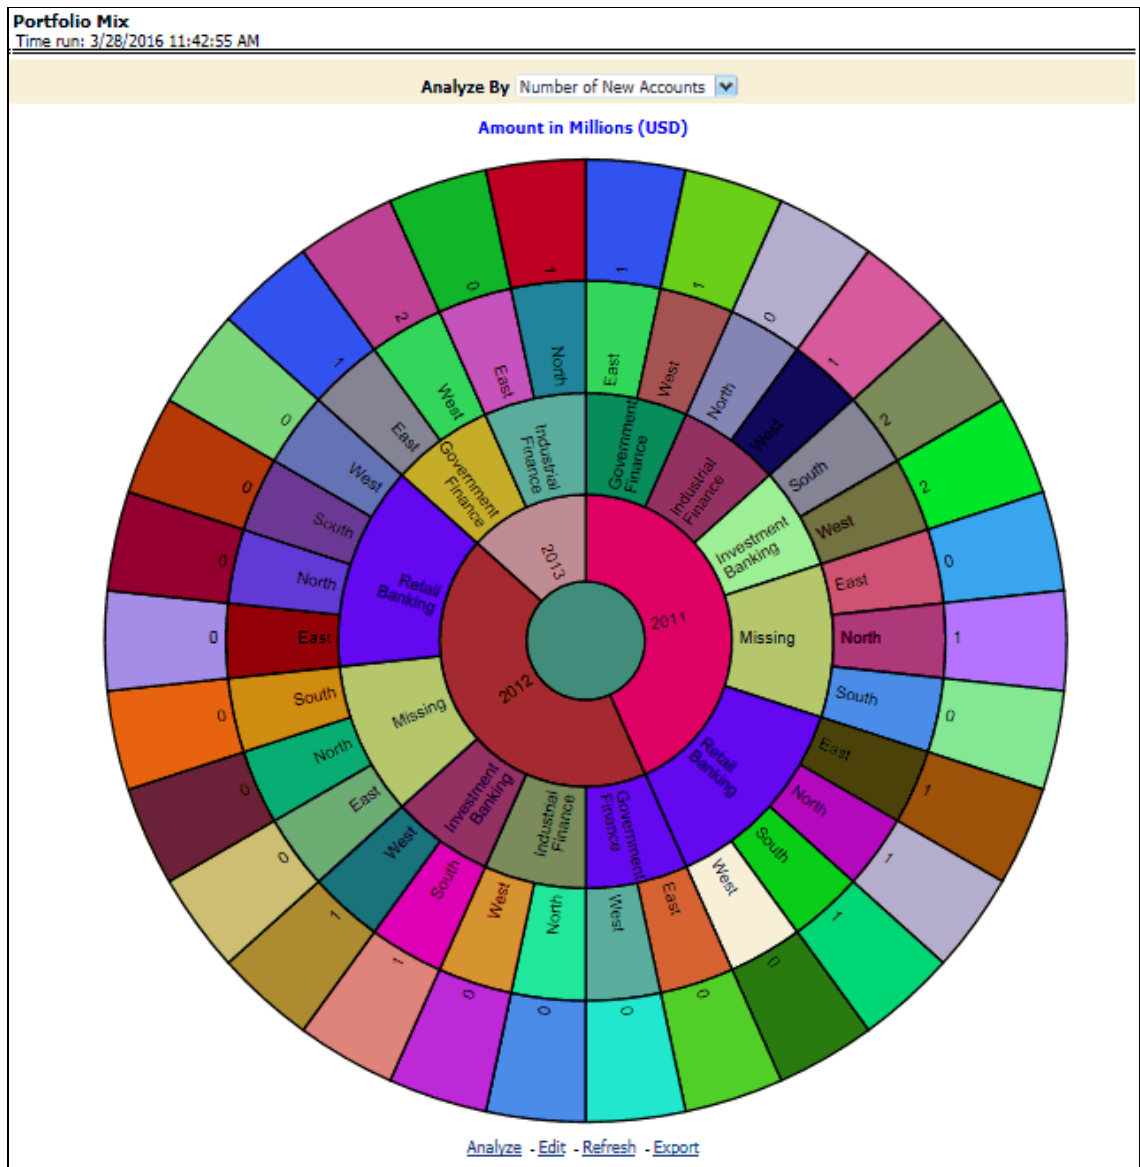 Portfolio Mix
Time run: 3/28/2016 11:42:55 AM
Analyze By Number of New Accounts
Amount in Millions (USD)
2011
Government
Finance
East
1
West
1
Industrial
Finance
North
0
West
1
Investment
Banking
South
2
West
2
Missing
East
0
North
1
South
0
Retail
Banking
East
1
North
1
South
1
West
0
2012
Government
Finance
East
0
West
0
Industrial
Finance
North
0
West
0
Investment
Banking
South
1
West
1
Missing
East
0
North
0
South
0
Retail
Banking
East
0
North
0
South
0
West
0
2013
Government
Finance
East
1
West
2
Industrial
Finance
East
0
North
1
Analyze - Edit - Refresh - Export